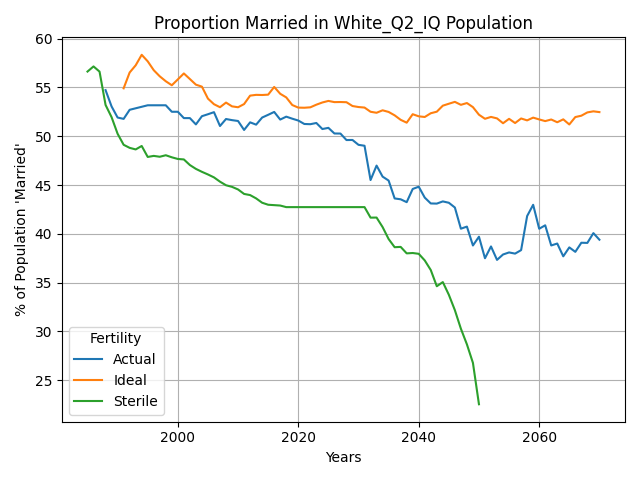 Proportion Married in White_Q2_IQ Population
% of Population 'Married'
60
55
50
45
40
35
30
25
Fertility
Actual
Ideal
Sterile
2000
2020
2040
2060
Years